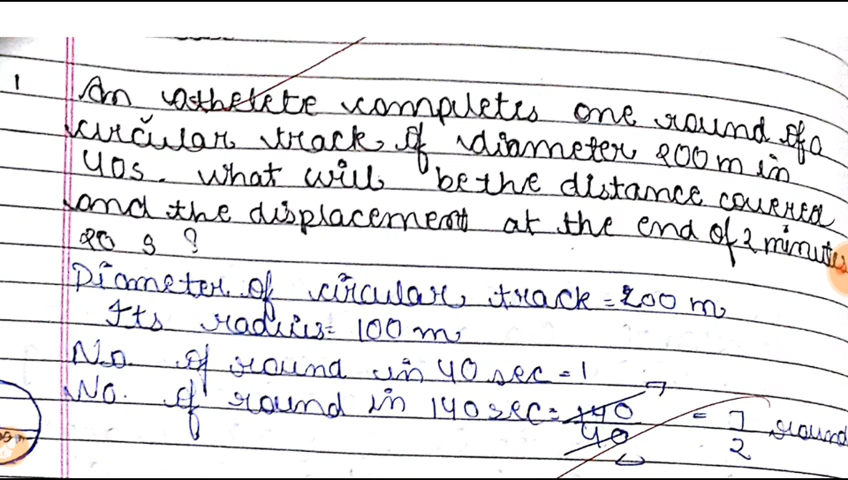 1 An athelete completes one round of a
circular track of diameter 200m in
40s. What will be the distance covered
and the displacement at the end of 2 minutes
20 s ?
Diameter of circular track = 200 m
Its radius = 100 m
No. of round in 40 sec = 1
No. of round in 140 sec = 140/40 = 7/2 round